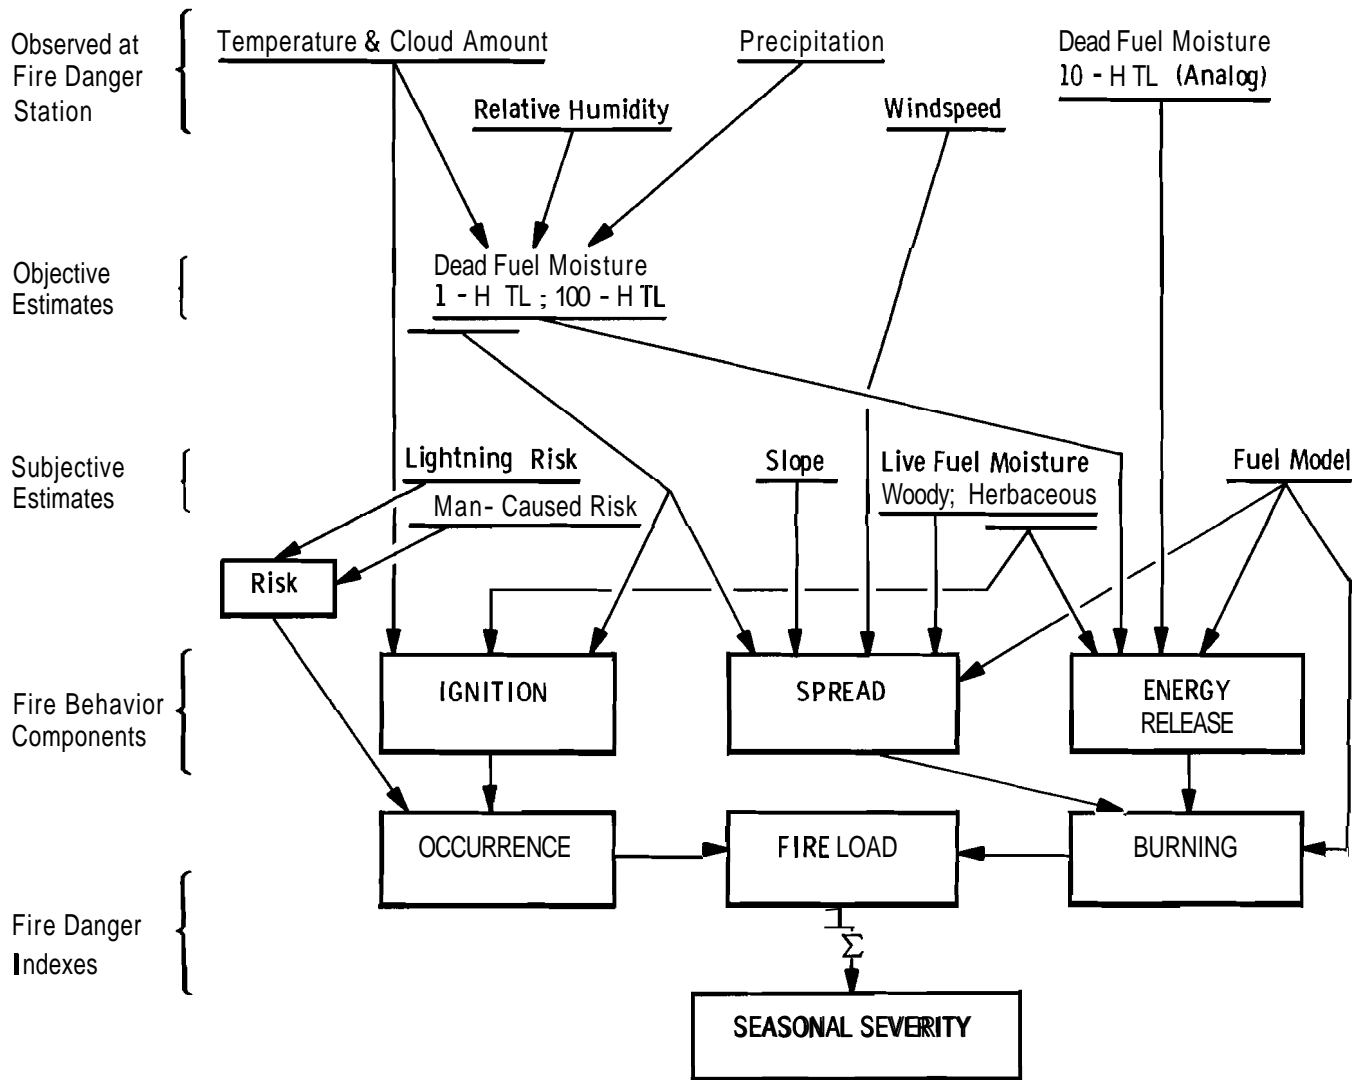 Observed at
Fire Danger
Station
Temperature & Cloud Amount
Precipitation
Dead Fuel Moisture
10 - H TL (Analog)
Relative Humidity
Windspeed
Objective
Estimates
Dead Fuel Moisture
1 - H TL ; 100 - H TL
Subjective
Estimates
Lightning Risk
Man- Caused Risk
Slope
Live Fuel Moisture
Woody; Herbaceous
Fuel Model
Risk
Fire Behavior
Components
IGNITION
SPREAD
ENERGY
RELEASE
OCCURRENCE
FIRE LOAD
BURNING
Fire Danger
Indexes
Σ
SEASONAL SEVERITY